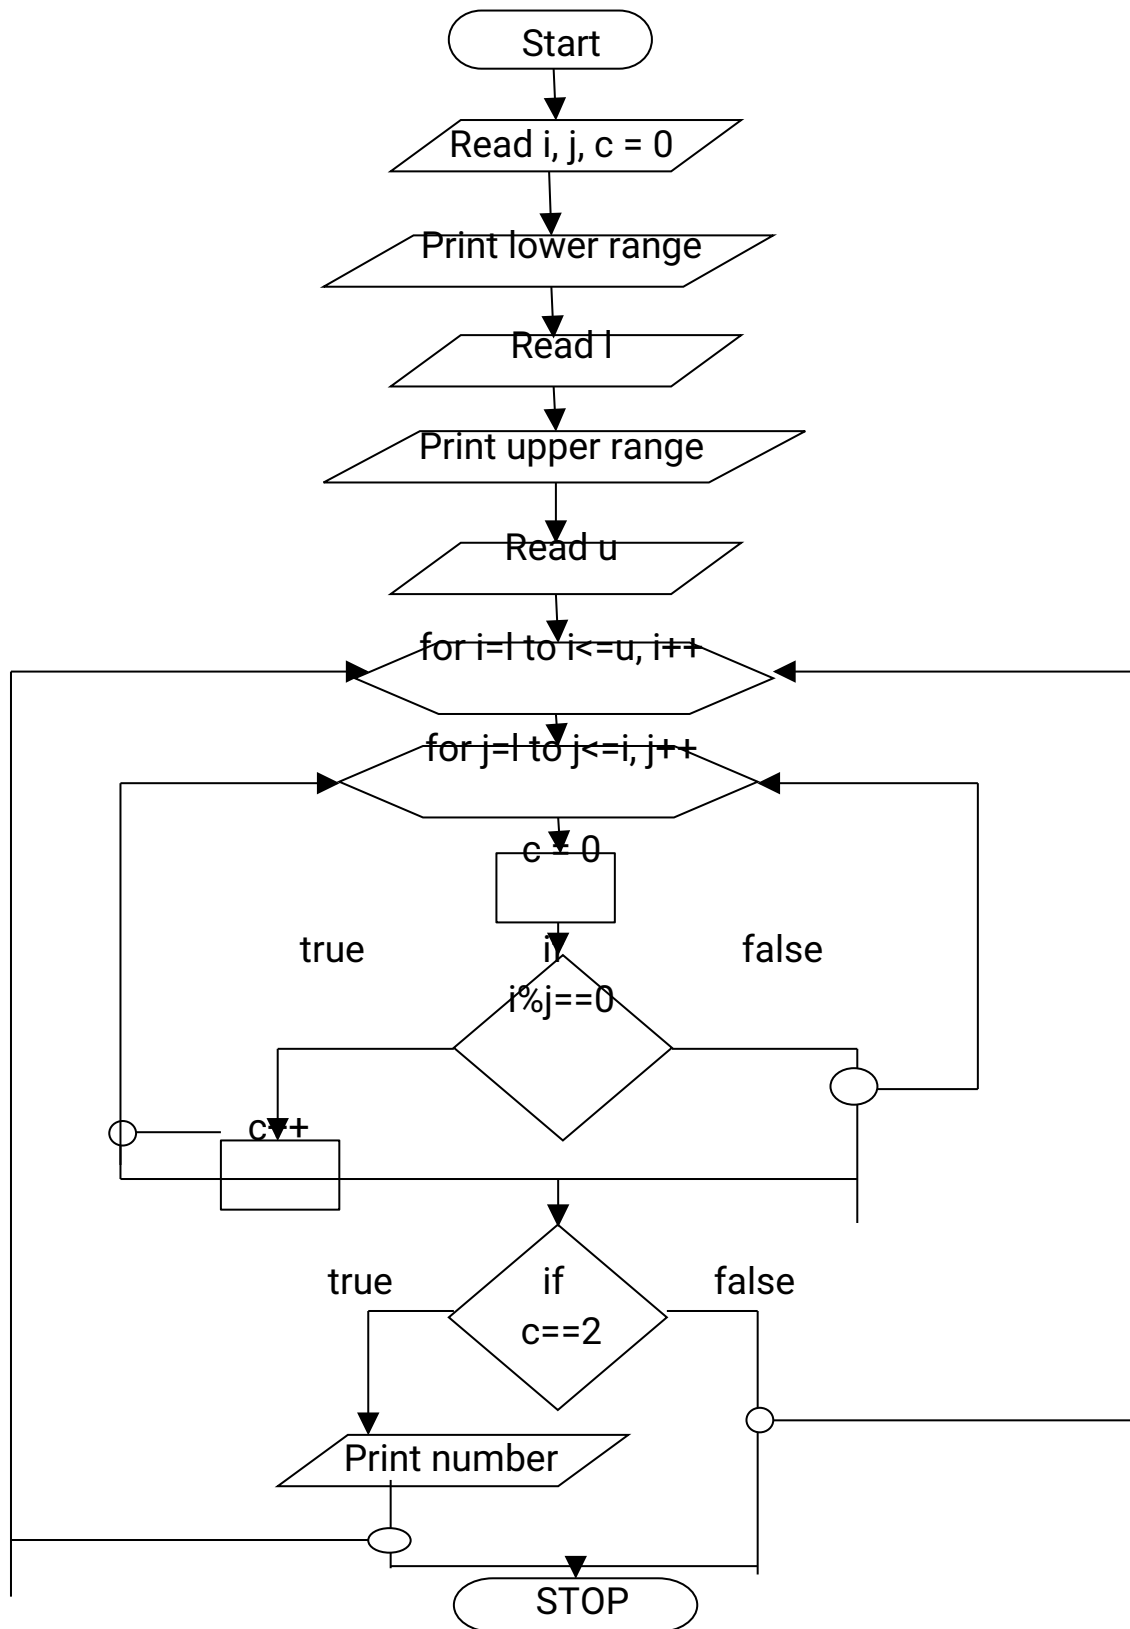 Start
Read i, j, c = 0
Print lower range
Read l
Print upper range
Read u
for i=l to i<=u, i++
for j=l to j<=i, j++
c = 0
true if false
i%j==0
c++
true if false
c==2
Print number
STOP